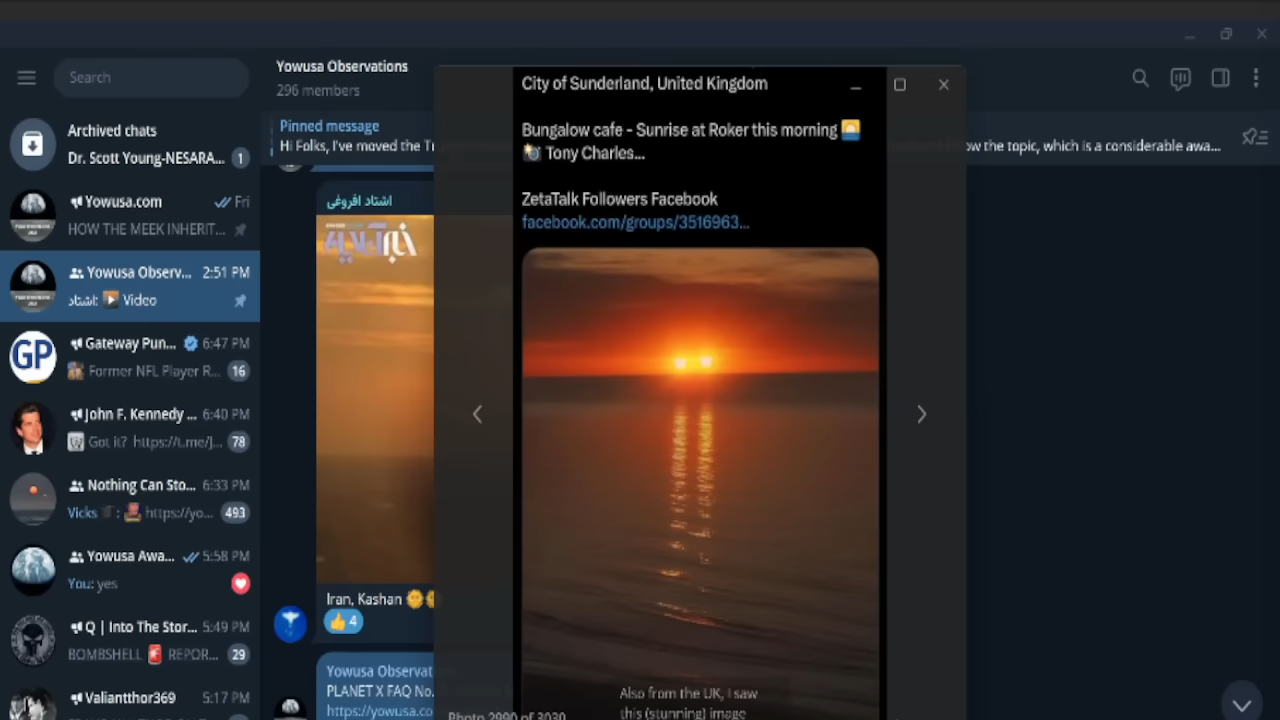 Search
Archived chats
Dr. Scott Young-NESARA... 1
Yowusa.com Fri
HOW THE MEEK INHERIT...
Yowusa Observ... 2:51 PM
اشتاد: Video
GP
Gateway Pun... 6:47 PM
Former NFL Player R... 16
John F. Kennedy ... 6:40 PM
Got it? https://t.me/J... 78
Nothing Can Sto... 6:33 PM
Vicks : https://yo... 493
Yowusa Awa... 5:58 PM
You: yes
Q | Into The Stor... 5:49 PM
BOMBSHELL 🚨 REPOR... 29
Valiantthor369 5:17 PM
Yowusa Observations
296 members
Pinned message
Hi Folks, I've moved the Tr
ow the topic, which is a considerable awa...
اشتاد افروغی
Iran, Kashan 🌞
👍 4
Yowusa Observat
PLANET X FAQ No.
https://yowusa.co
City of Sunderland, United Kingdom
Bungalow cafe - Sunrise at Roker this morning 🌅
📸 Tony Charles...
ZetaTalk Followers Facebook
facebook.com/groups/3516963...
Also from the UK, I saw
this (stunning) image
Photo 2990 of 3030